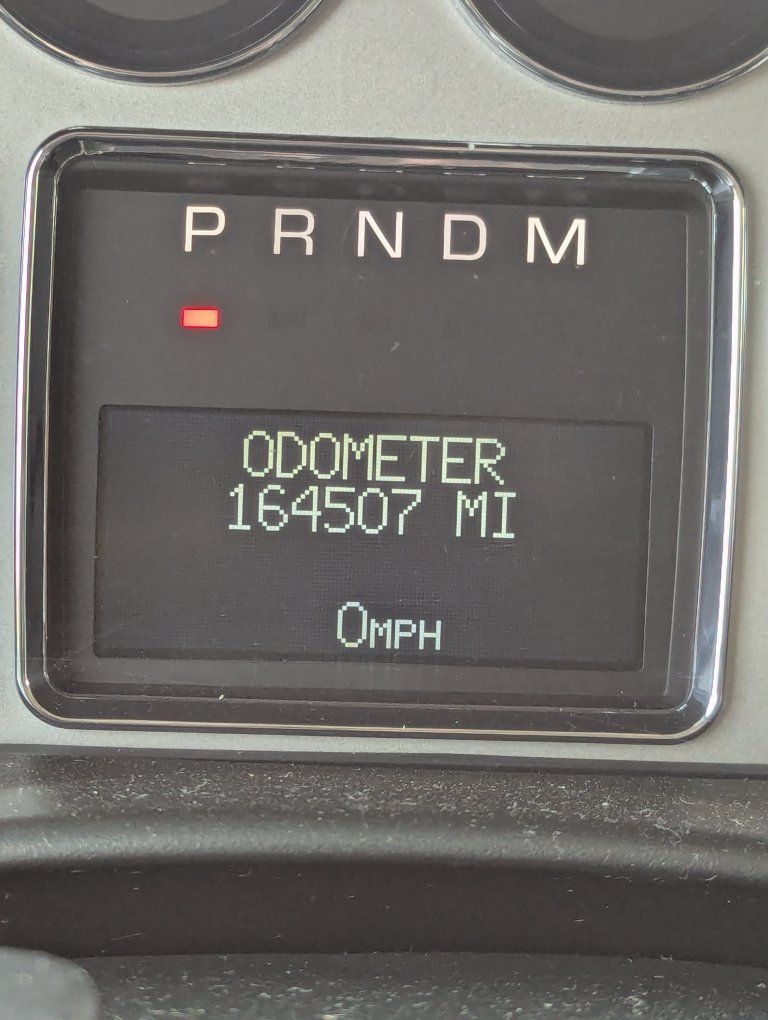 P R N D M
ODOMETER
164507 MI
0MPH